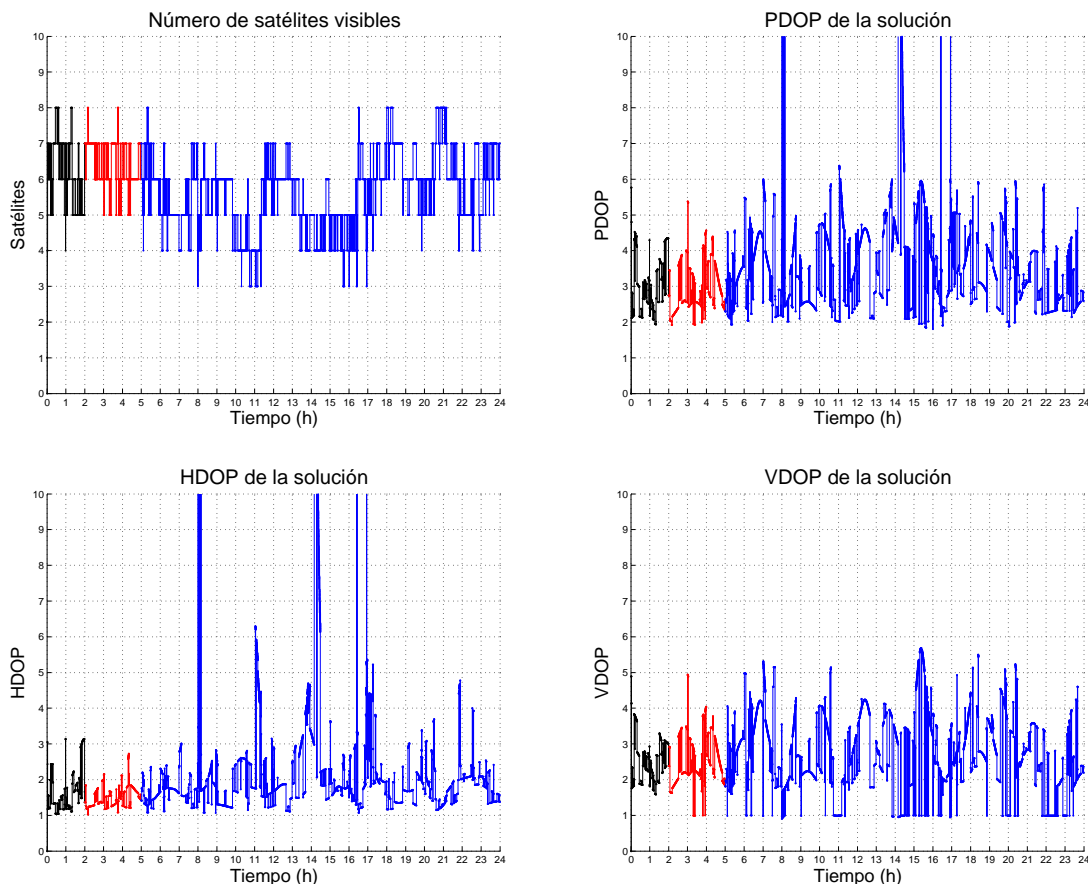 Número de satélites visibles
Satélites
10
9
8
7
6
5
4
3
2
1
0
0 1 2 3 4 5 6 7 8 9 10 11 12 13 14 15 16 17 18 19 20 21 22 23 24
Tiempo (h)
PDOP de la solución
PDOP
10
9
8
7
6
5
4
3
2
1
0
0 1 2 3 4 5 6 7 8 9 10 11 12 13 14 15 16 17 18 19 20 21 22 23 24
Tiempo (h)
HDOP de la solución
HDOP
10
9
8
7
6
5
4
3
2
1
0
0 1 2 3 4 5 6 7 8 9 10 11 12 13 14 15 16 17 18 19 20 21 22 23 24
Tiempo (h)
VDOP de la solución
VDOP
10
9
8
7
6
5
4
3
2
1
0
0 1 2 3 4 5 6 7 8 9 10 11 12 13 14 15 16 17 18 19 20 21 22 23 24
Tiempo (h)